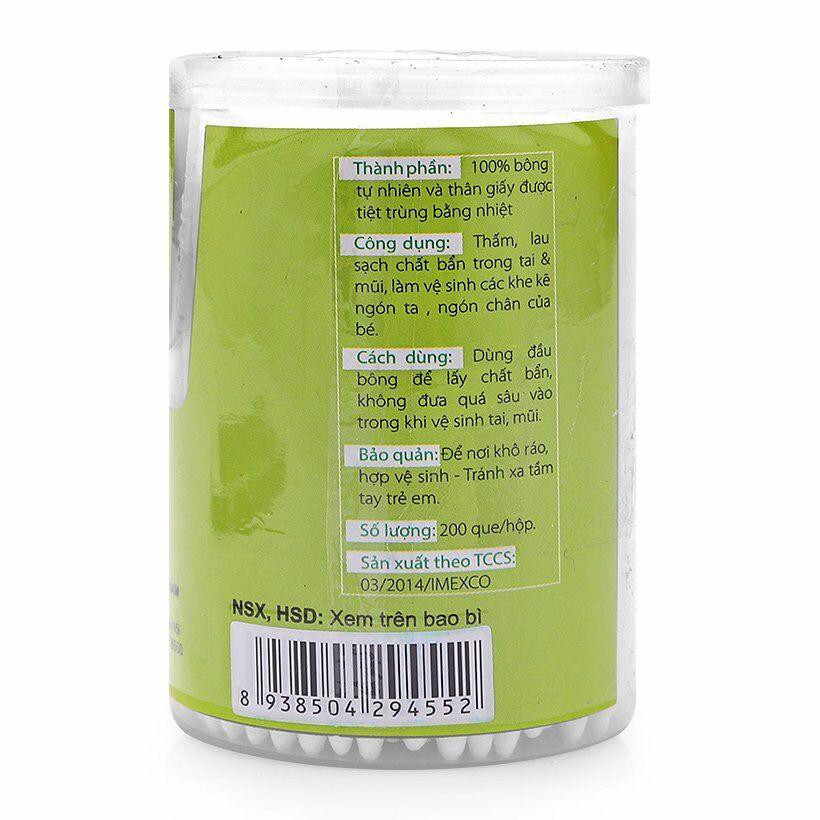 Thành phần: 100% bông
tự nhiên và thân giấy được
tiệt trùng bằng nhiệt
Công dụng: Thấm, lau
sạch chất bẩn trong tai &
mũi, làm vệ sinh các khe kẽ
ngón ta , ngón chân của
bé.
Cách dùng: Dùng đầu
bông để lấy chất bẩn,
không đưa quá sâu vào
trong khi vệ sinh tai, mũi.
Bảo quản: Để nơi khô ráo,
hợp vệ sinh - Tránh xa tầm
tay trẻ em.
Số lượng: 200 que/hộp.
Sản xuất theo TCCS:
03/2014/IMEXCO
NAM
NSX, HSD: Xem trên bao bì
8 938504 294552